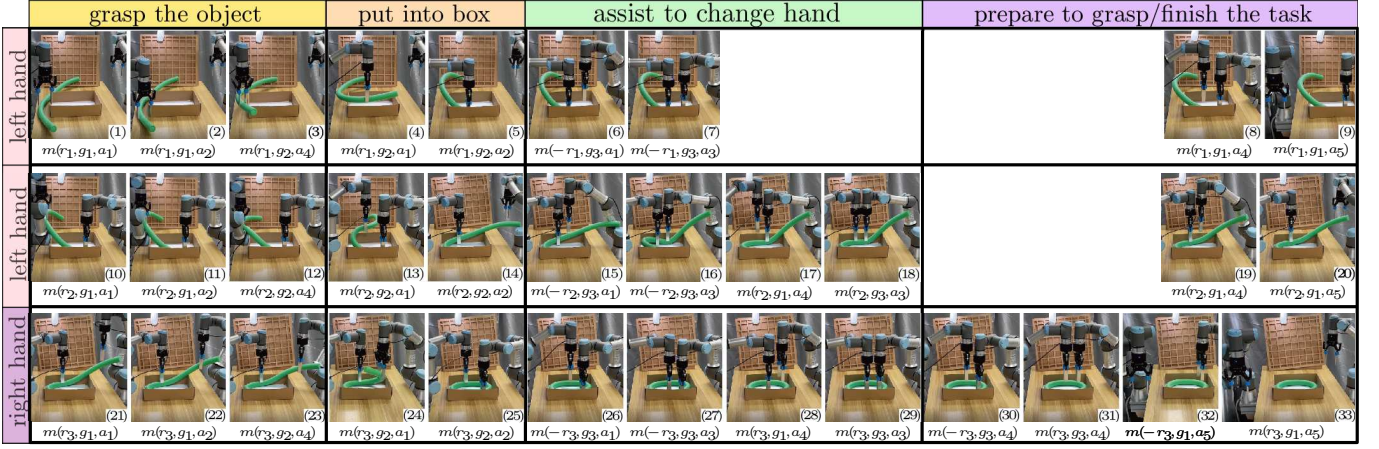 grasp the object put into box assist to change hand prepare to grasp/finish the task
left hand
(1) (2) (3) (4) (5) (6) (7) (8) (9)
m(r₁,g₁,a₁) m(r₁,g₁,a₂) m(r₁,g₂,a₄) m(r₁,g₂,a₁) m(r₁,g₂,a₂) m(−r₁,g₃,a₁) m(−r₁,g₃,a₃) m(r₁,g₁,a₄) m(r₁,g₁,a₅)
left hand
(10) (11) (12) (13) (14) (15) (16) (17) (18) (19) (20)
m(r₂,g₁,a₁) m(r₂,g₁,a₂) m(r₂,g₂,a₄) m(r₂,g₂,a₁) m(r₂,g₂,a₂) m(−r₂,g₃,a₁) m(−r₂,g₃,a₃) m(r₂,g₁,a₄) m(r₂,g₃,a₃) m(r₂,g₁,a₄) m(r₂,g₁,a₅)
right hand
(21) (22) (23) (24) (25) (26) (27) (28) (29) (30) (31) (32) (33)
m(r₃,g₁,a₁) m(r₃,g₁,a₂) m(r₃,g₂,a₄) m(r₃,g₂,a₁) m(r₃,g₂,a₂) m(−r₃,g₃,a₁) m(−r₃,g₃,a₃) m(r₃,g₁,a₄) m(r₃,g₃,a₃) m(−r₃,g₃,a₄) m(r₃,g₃,a₄) m(−r₃,g₁,a₅) m(r₃,g₁,a₅)